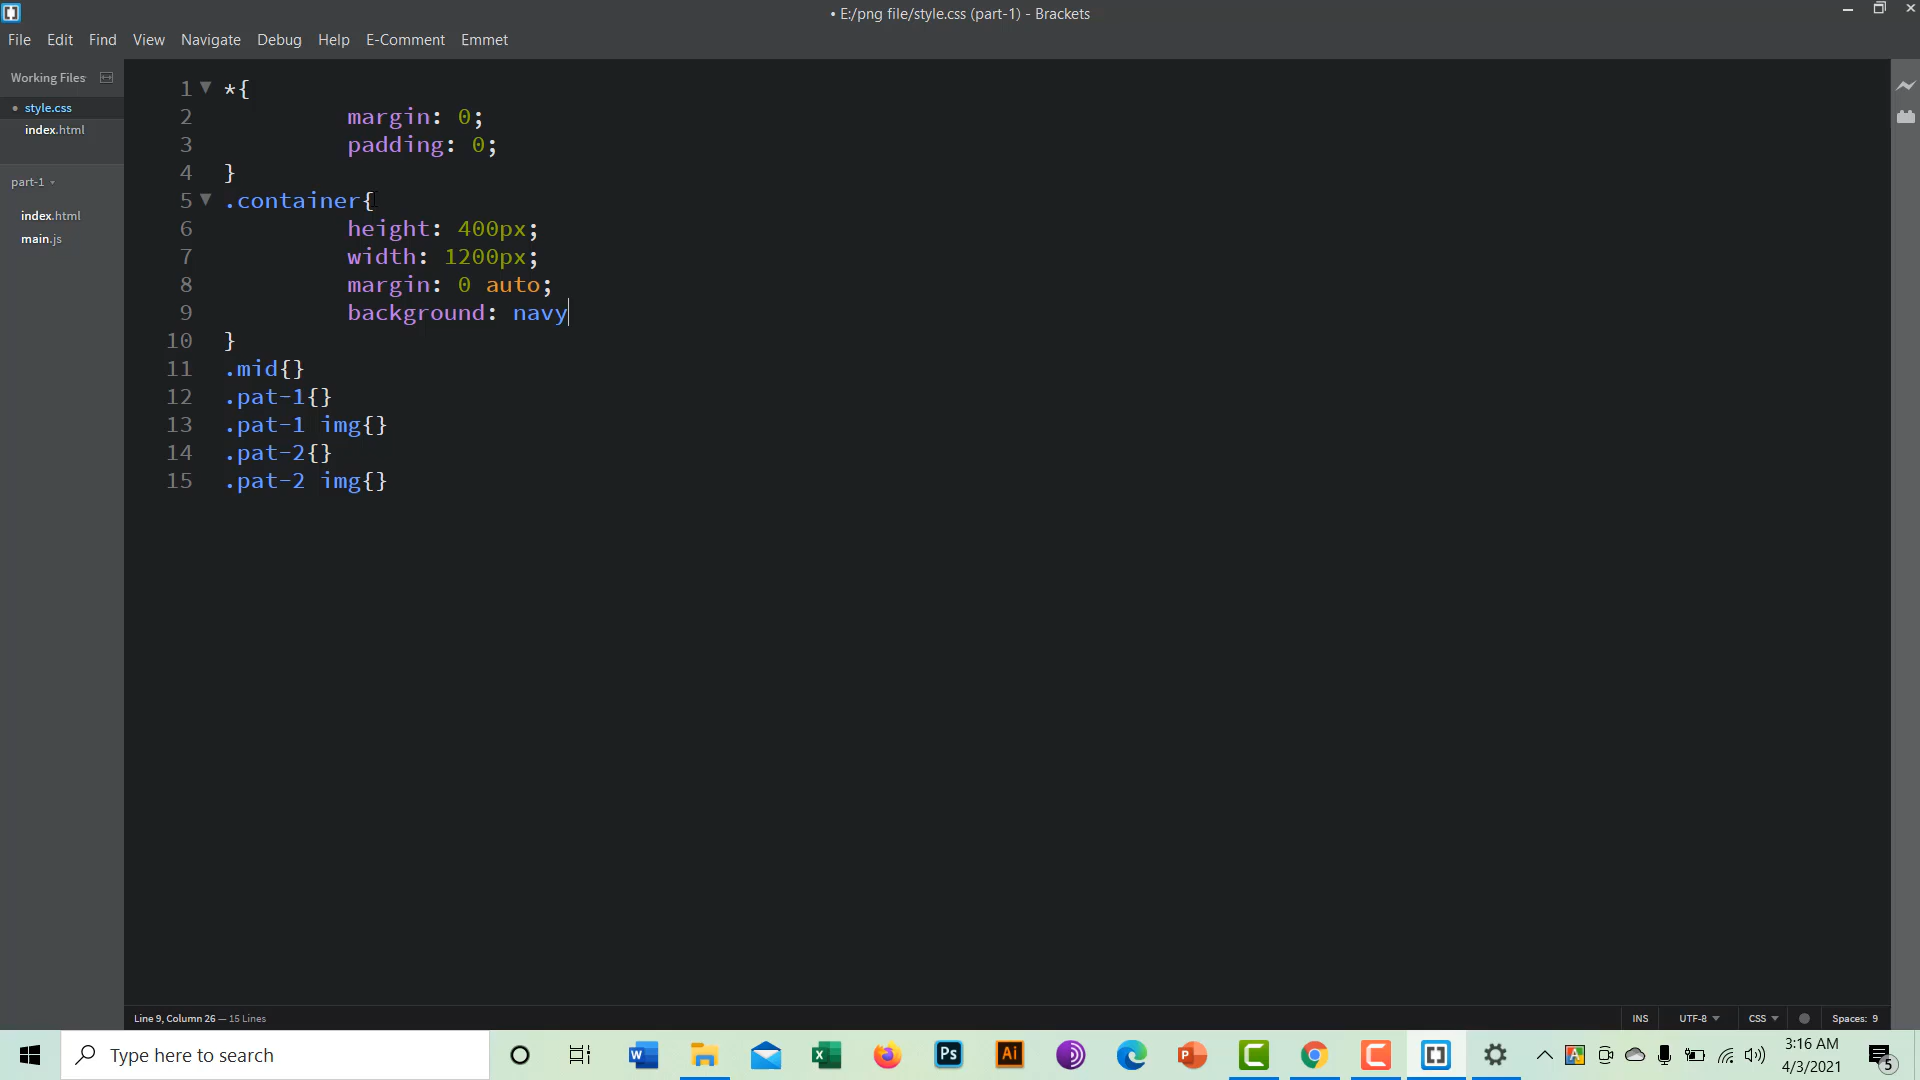 • E:/png file/style.css (part-1) - Brackets
File Edit Find View Navigate Debug Help E-Comment Emmet
Working Files
• style.css
index.html
part-1
index.html
main.js
1 *{
2 margin: 0;
3 padding: 0;
4 }
5 .container{
6 height: 400px;
7 width: 1200px;
8 margin: 0 auto;
9 background: navy
10 }
11 .mid{}
12 .pat-1{}
13 .pat-1 img{}
14 .pat-2{}
15 .pat-2 img{}
Line 9, Column 26 — 15 Lines
INS UTF-8 CSS Spaces: 9
Type here to search
3:16 AM
4/3/2021
5